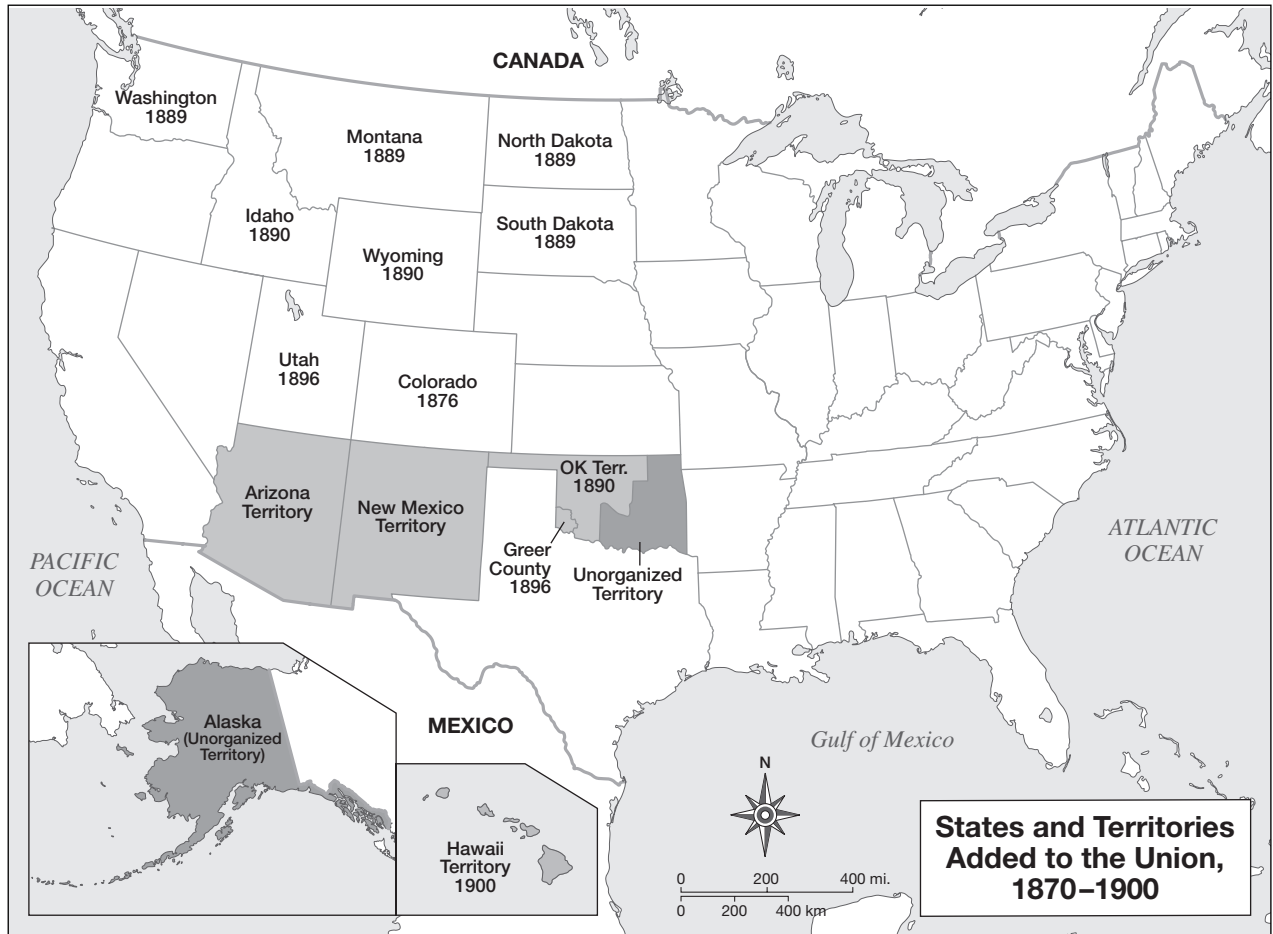 CANADA
Washington
1889
Montana
1889
North Dakota
1889
Idaho
1890
South Dakota
1889
Wyoming
1890
Utah
1896
Colorado
1876
Arizona
Territory
New Mexico
Territory
OK Terr.
1890
Greer
County
1896
Unorganized
Territory
PACIFIC
OCEAN
ATLANTIC
OCEAN
MEXICO
Gulf of Mexico
Alaska
(Unorganized
Territory)
Hawaii
Territory
1900
N
0 200 400 mi.
0 200 400 km
States and Territories
Added to the Union,
1870–1900